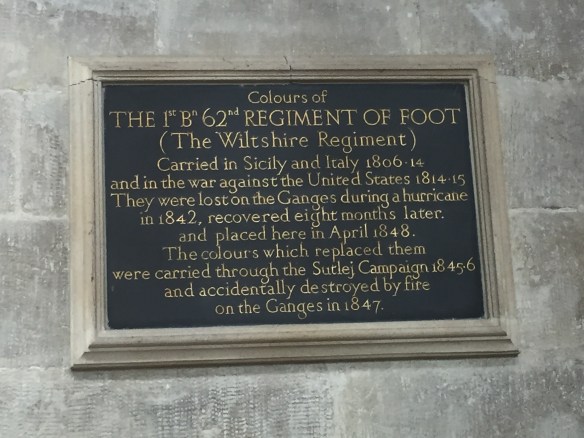 Colours of
THE 1st Bn 62nd REGIMENT OF FOOT
(The Wiltshire Regiment)
Carried in Sicily and Italy 1806·14
and in the war against the United States 1814·15
They were lost on the Ganges during a hurricane
in 1842, recovered eight months later.
and placed here in April 1848.
The colours which replaced them
were carried through the Sutlej Campaign 1845·6
and accidentally destroyed by fire
on the Ganges in 1847.